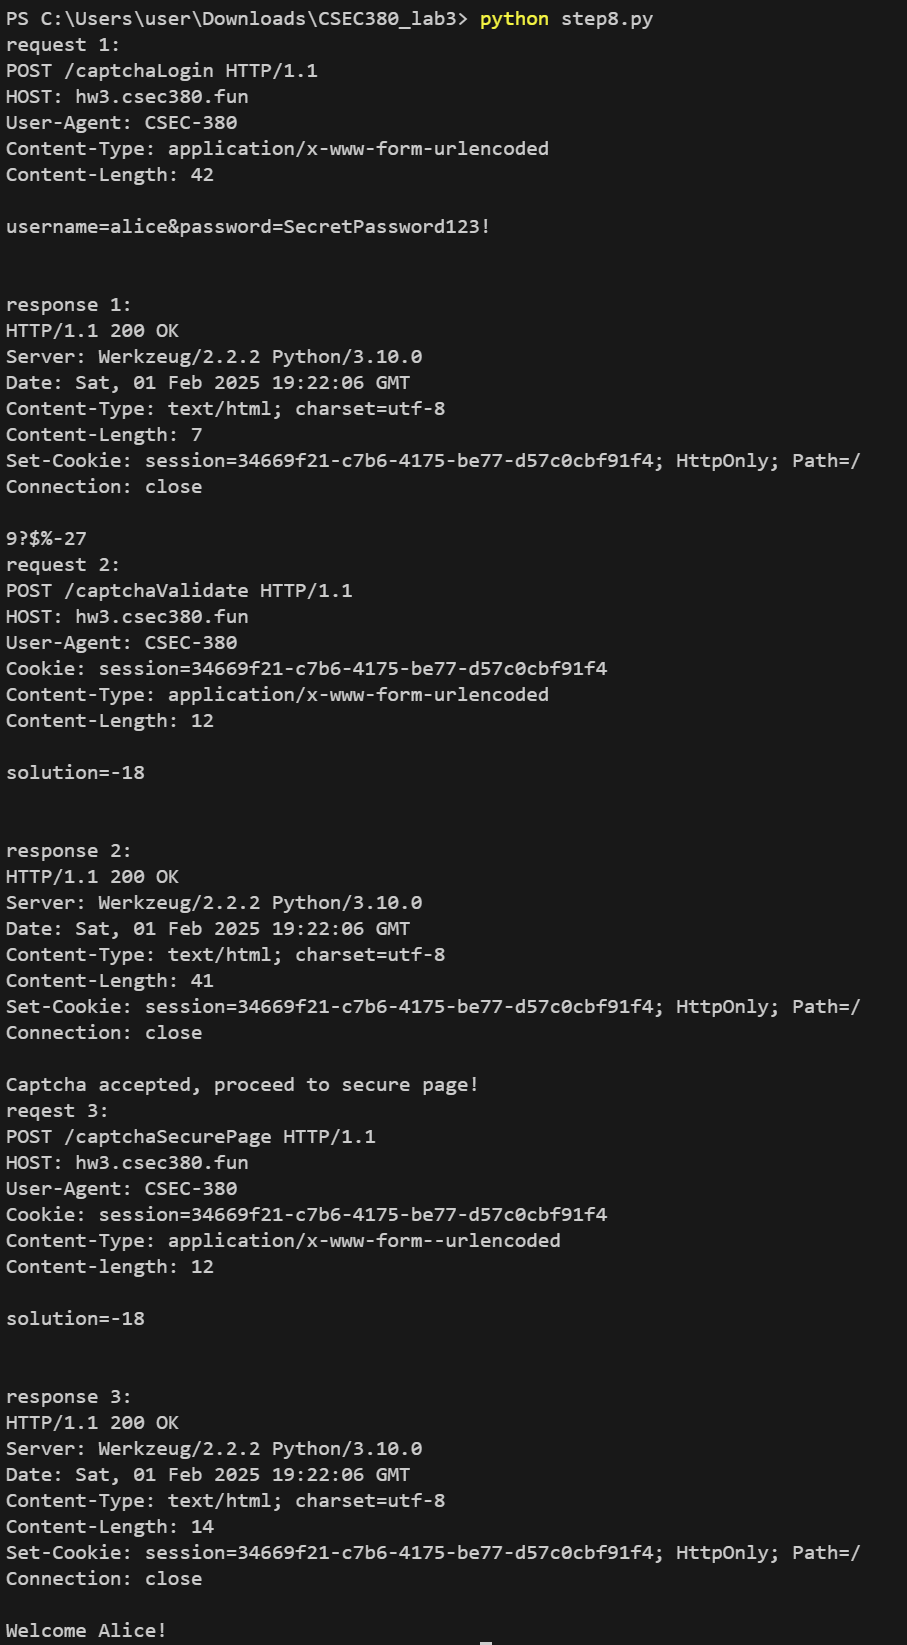 PS C:\Users\user\Downloads\CSEC380_lab3> python step8.py
request 1:
POST /captchaLogin HTTP/1.1
HOST: hw3.csec380.fun
User-Agent: CSEC-380
Content-Type: application/x-www-form-urlencoded
Content-Length: 42

username=alice&password=SecretPassword123!


response 1:
HTTP/1.1 200 OK
Server: Werkzeug/2.2.2 Python/3.10.0
Date: Sat, 01 Feb 2025 19:22:06 GMT
Content-Type: text/html; charset=utf-8
Content-Length: 7
Set-Cookie: session=34669f21-c7b6-4175-be77-d57c0cbf91f4; HttpOnly; Path=/
Connection: close

9?$%-27
request 2:
POST /captchaValidate HTTP/1.1
HOST: hw3.csec380.fun
User-Agent: CSEC-380
Cookie: session=34669f21-c7b6-4175-be77-d57c0cbf91f4
Content-Type: application/x-www-form-urlencoded
Content-Length: 12

solution=-18


response 2:
HTTP/1.1 200 OK
Server: Werkzeug/2.2.2 Python/3.10.0
Date: Sat, 01 Feb 2025 19:22:06 GMT
Content-Type: text/html; charset=utf-8
Content-Length: 41
Set-Cookie: session=34669f21-c7b6-4175-be77-d57c0cbf91f4; HttpOnly; Path=/
Connection: close

Captcha accepted, proceed to secure page!
reqest 3:
POST /captchaSecurePage HTTP/1.1
HOST: hw3.csec380.fun
User-Agent: CSEC-380
Cookie: session=34669f21-c7b6-4175-be77-d57c0cbf91f4
Content-Type: application/x-www-form--urlencoded
Content-length: 12

solution=-18


response 3:
HTTP/1.1 200 OK
Server: Werkzeug/2.2.2 Python/3.10.0
Date: Sat, 01 Feb 2025 19:22:06 GMT
Content-Type: text/html; charset=utf-8
Content-Length: 14
Set-Cookie: session=34669f21-c7b6-4175-be77-d57c0cbf91f4; HttpOnly; Path=/
Connection: close

Welcome Alice!